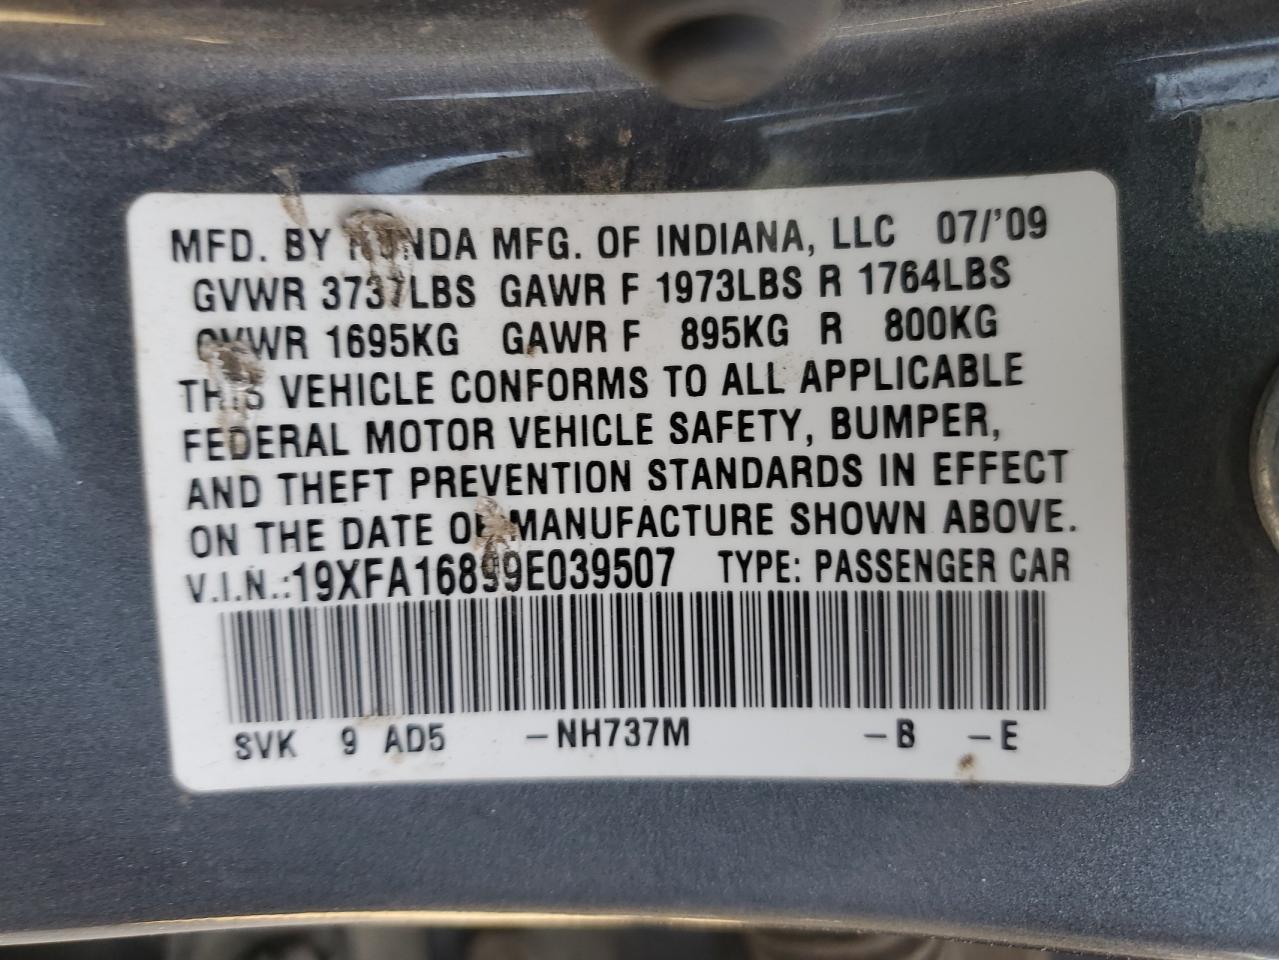 MFD. BY HONDA MFG. OF INDIANA, LLC 07/'09
GVWR 3737LBS GAWR F 1973LBS R 1764LBS
GVWR 1695KG GAWR F 895KG R 800KG
THIS VEHICLE CONFORMS TO ALL APPLICABLE
FEDERAL MOTOR VEHICLE SAFETY, BUMPER,
AND THEFT PREVENTION STANDARDS IN EFFECT
ON THE DATE OF MANUFACTURE SHOWN ABOVE.
V.I.N.:19XFA16899E039507 TYPE: PASSENGER CAR
SVK 9 AD5 -NH737M -B -E